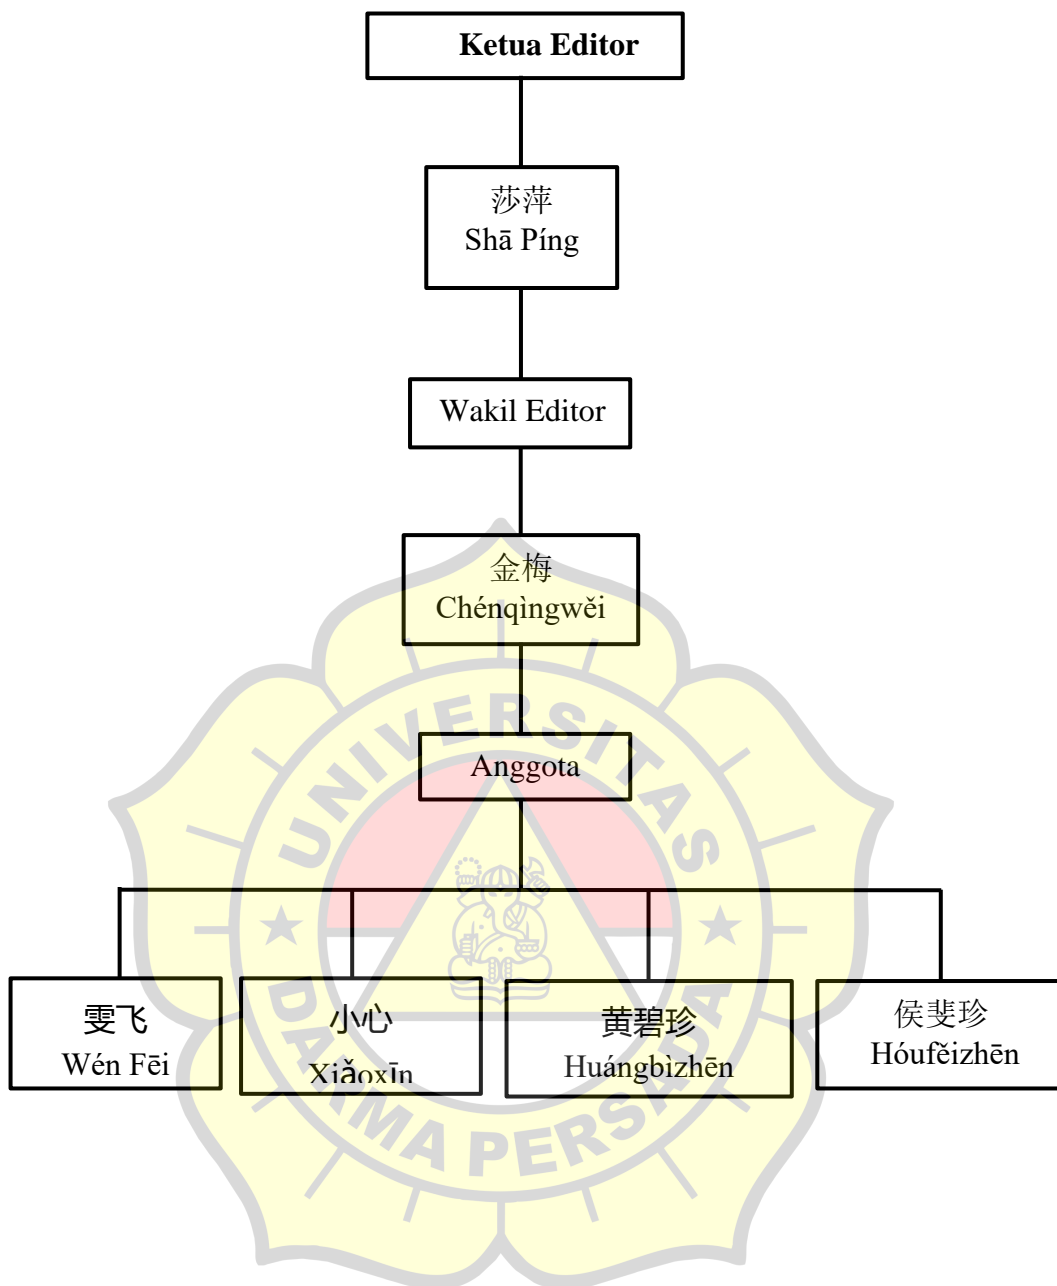 Ketua Editor
莎萍
Shā Píng
Wakil Editor
金梅
Chénqìngwěi
UNIVERSITAS
Anggota
雯飞
Wén Fēi
小心
Xiǎoxīn
黄碧珍
Huángbìzhēn
侯斐珍
Hóufěizhēn
DARMA PERSADA